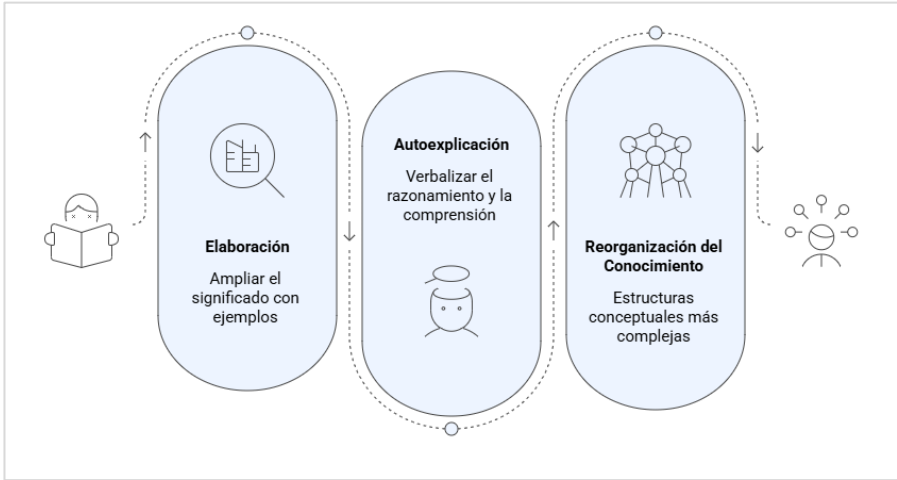 Elaboración
Ampliar el
significado con
ejemplos
Autoexplicación
Verbalizar el
razonamiento y la
comprensión
Reorganización del
Conocimiento
Estructuras
conceptuales más
complejas